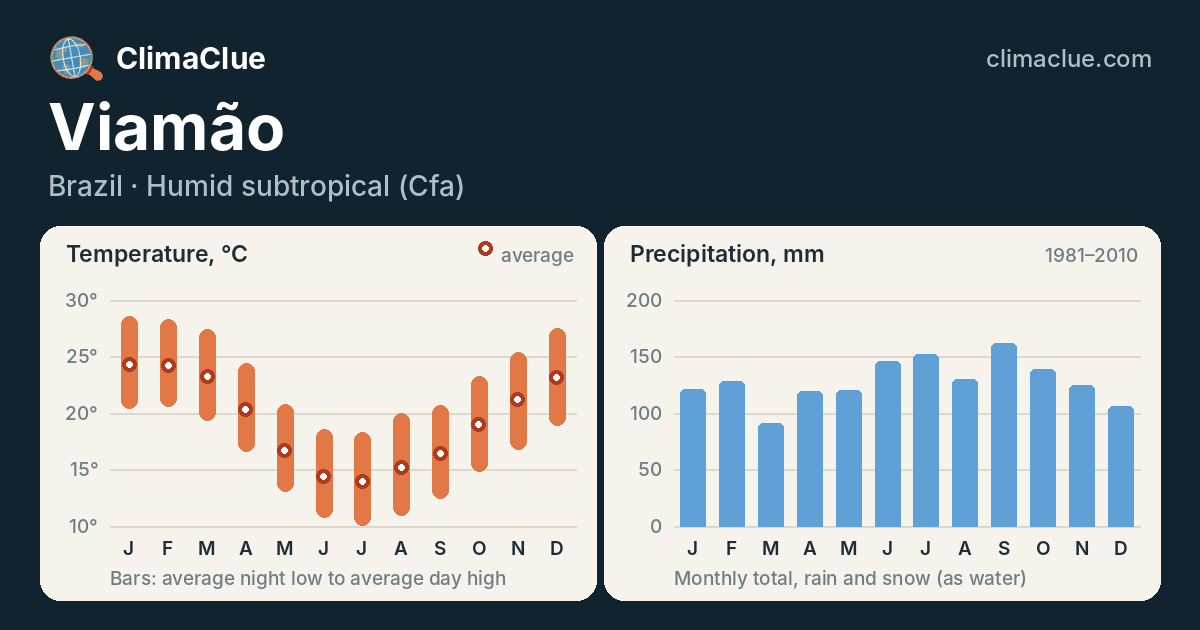 ClimaClue
climaclue.com
Viamão
Brazil · Humid subtropical (Cfa)
Temperature, °C
average
30°
25°
20°
15°
10°
J F M A M J J A S O N D
Bars: average night low to average day high
Precipitation, mm
1981–2010
200
150
100
50
0
J F M A M J J A S O N D
Monthly total, rain and snow (as water)